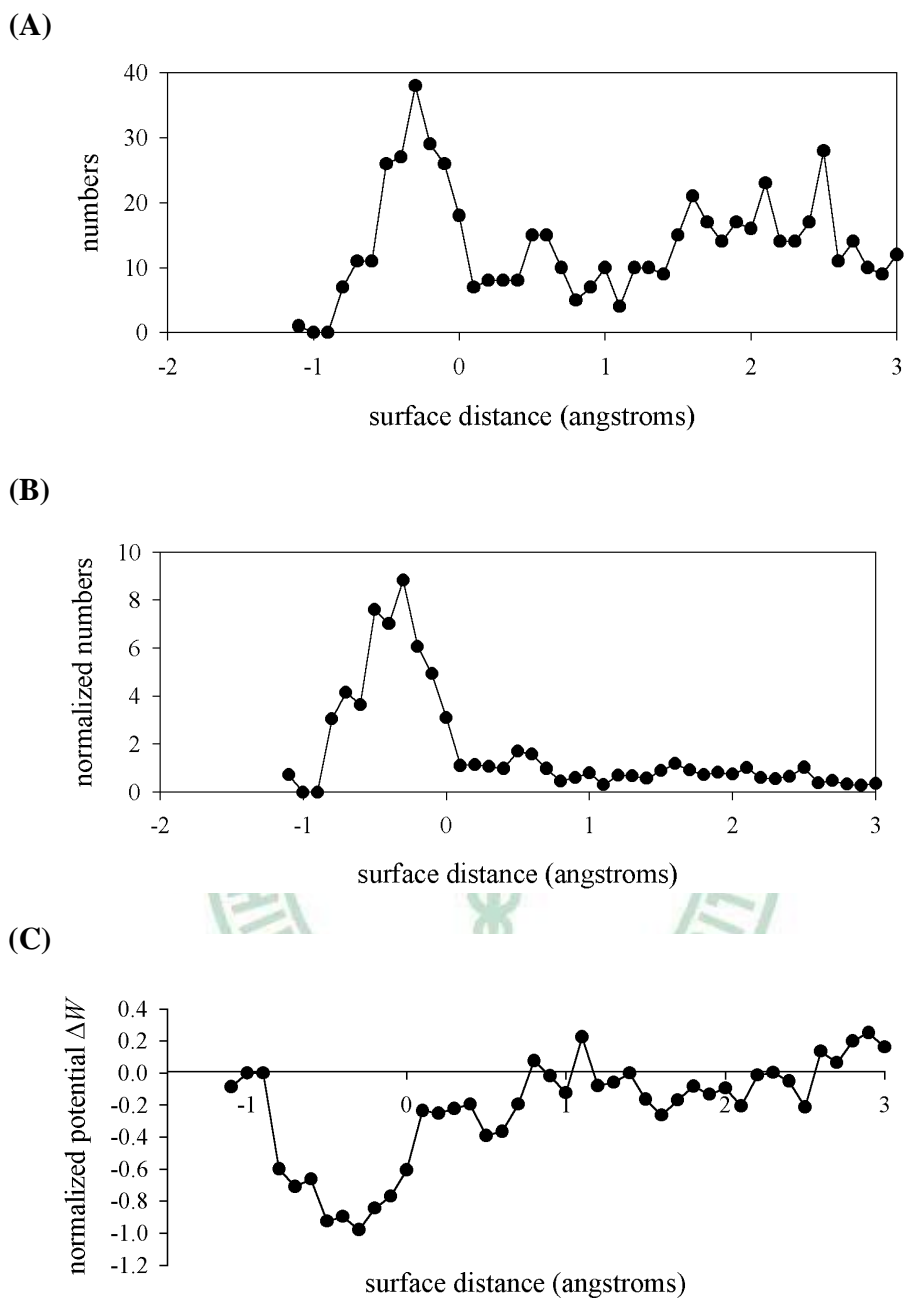 (A)
40
30
20
10
0
numbers
-2 -1 0 1 2 3
surface distance (angstroms)
(B)
10
8
6
4
2
0
normalized numbers
-2 -1 0 1 2 3
surface distance (angstroms)
(C)
0.4
0.2
0.0
-0.2
-0.4
-0.6
-0.8
-1.0
-1.2
normalized potential ΔW
-1 0 1 2 3
surface distance (angstroms)